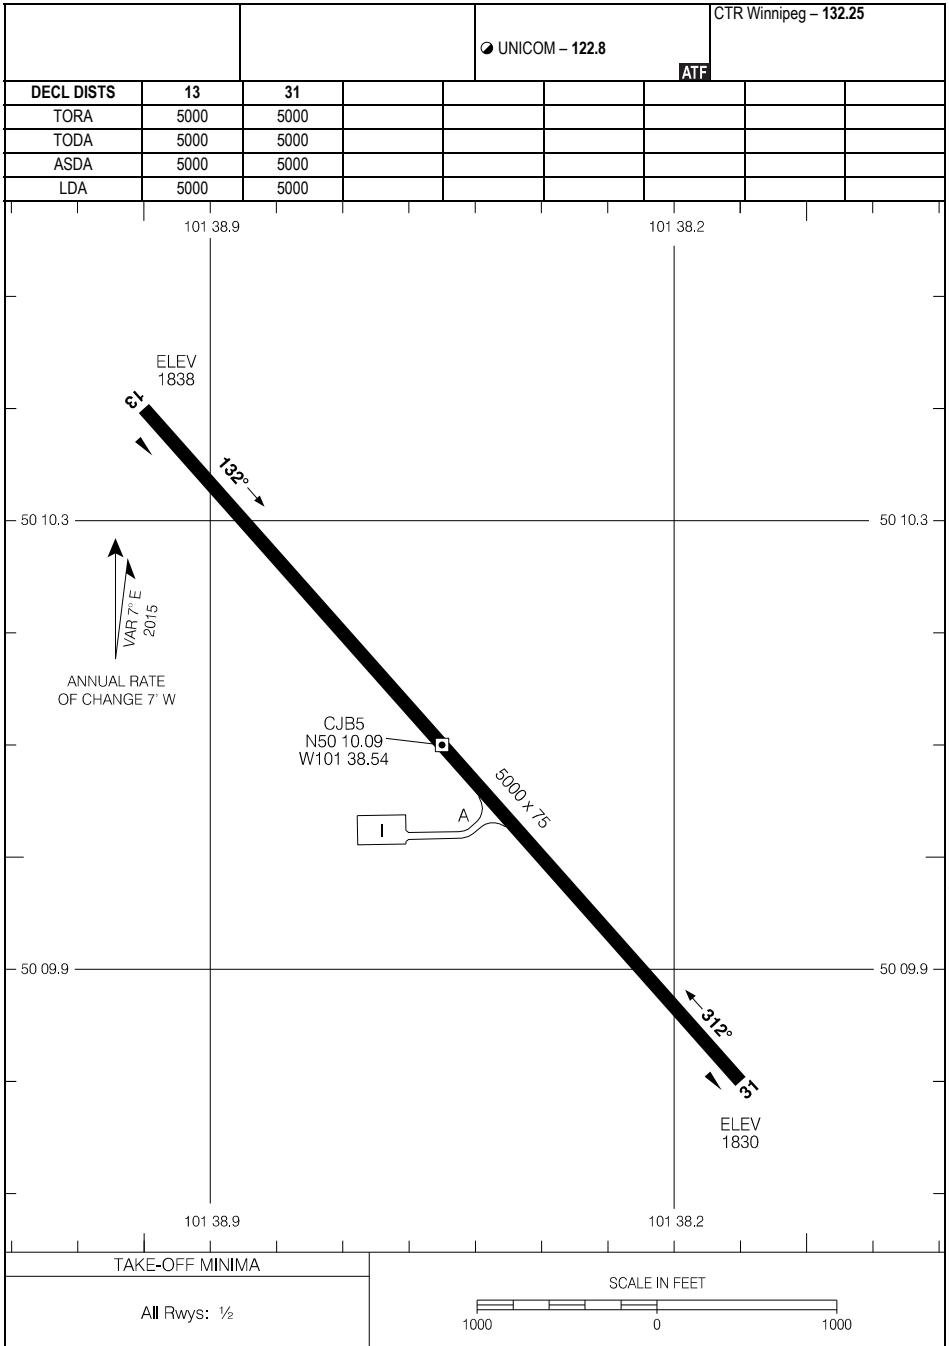 CTR Winnipeg – 132.25
UNICOM – 122.8
ATF
DECL DISTS 13 31
TORA 5000 5000
TODA 5000 5000
ASDA 5000 5000
LDA 5000 5000
101 38.9 101 38.2
ELEV
1838
13
132°
50 10.3 50 10.3
VAR 7° E
2015
ANNUAL RATE
OF CHANGE 7' W
CJB5
N50 10.09
W101 38.54
5000 x 75
A
I
50 09.9 50 09.9
312°
31
ELEV
1830
101 38.9 101 38.2
TAKE-OFF MINIMA
All Rwys: ½
SCALE IN FEET
1000 0 1000